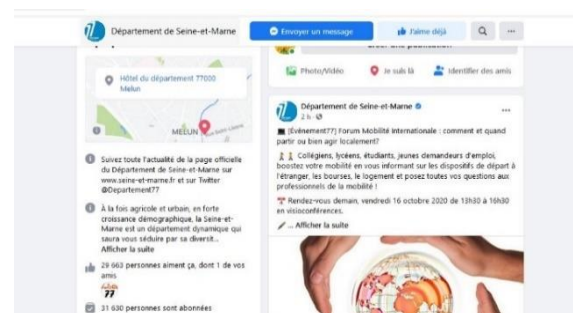 Département de Seine-et-Marne
Envoyer un message
J'aime déjà
Hôtel du département 77000
Melun
MELUN
Suivez toute l'actualité de la page officielle
du Département de Seine-et-Marne sur
www.seine-et-marne.fr et sur Twitter
@Departement77
À la fois agricole et urbain, en forte
croissance démographique, la Seine-et-
Marne est un département dynamique qui
saura vous séduire par sa diversit...
Afficher la suite
29 663 personnes aiment ça, dont 1 de vos
amis
77
31 630 personnes sont abonnées
Créer une publication
Photo/Vidéo
Je suis là
Identifier des amis
Département de Seine-et-Marne
2 h
[Événement77] Forum Mobilité Internationale : comment et quand
partir ou bien agir localement?
Collégiens, lycéens, étudiants, jeunes demandeurs d'emploi,
boostez votre mobilité en vous informant sur les dispositifs de départ à
l'étranger, les bourses, le logement et posez toutes vos questions aux
professionnels de la mobilité !
Rendez-vous demain, vendredi 16 octobre 2020 de 13h30 à 16h30
en visioconférences.
... Afficher la suite